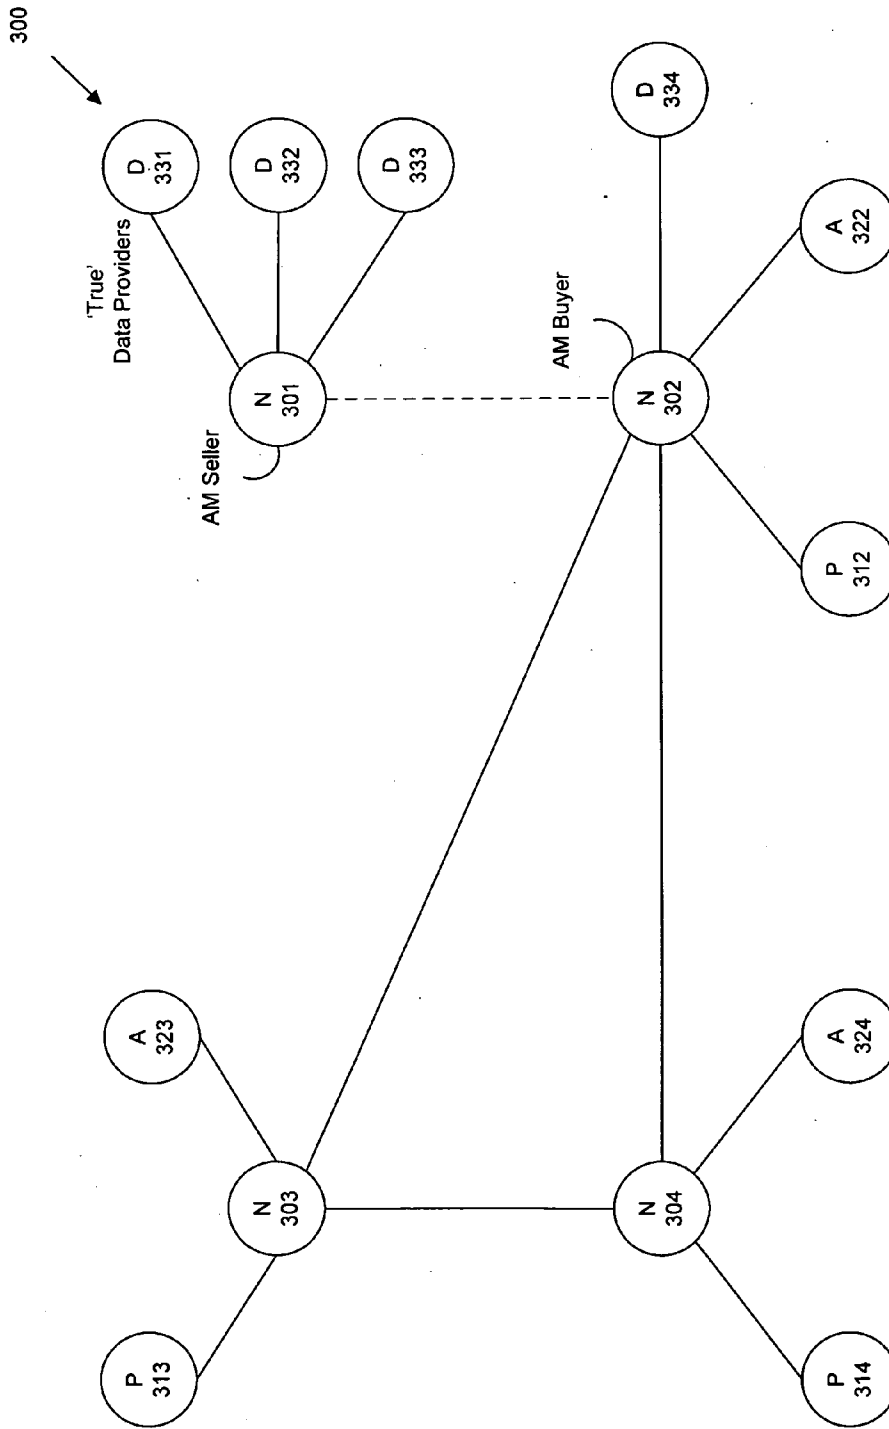 300
'True'
Data Providers
D
331
D
332
D
333
AM Seller
N
301
AM Buyer
N
302
D
334
A
322
P
312
A
323
N
303
P
313
A
324
N
304
P
314